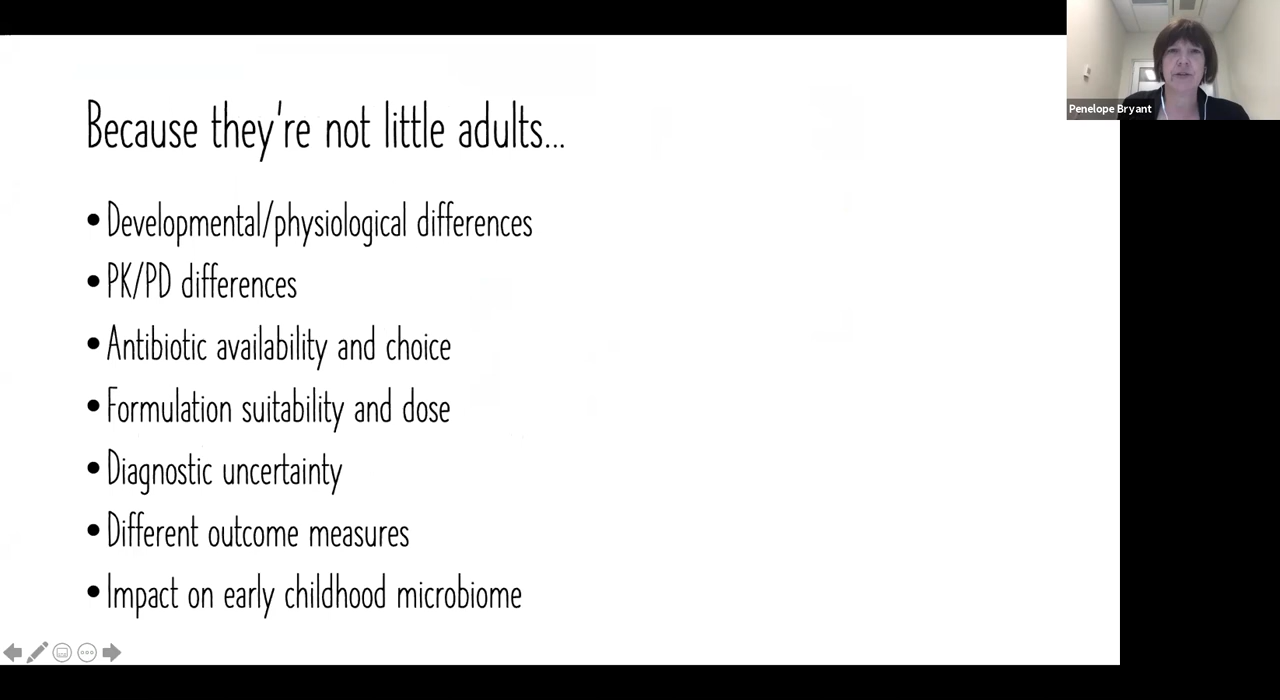 Because they're not little adults...
• Developmental/physiological differences
• PK/PD differences
• Antibiotic availability and choice
• Formulation suitability and dose
• Diagnostic uncertainty
• Different outcome measures
• Impact on early childhood microbiome
Penelope Bryant